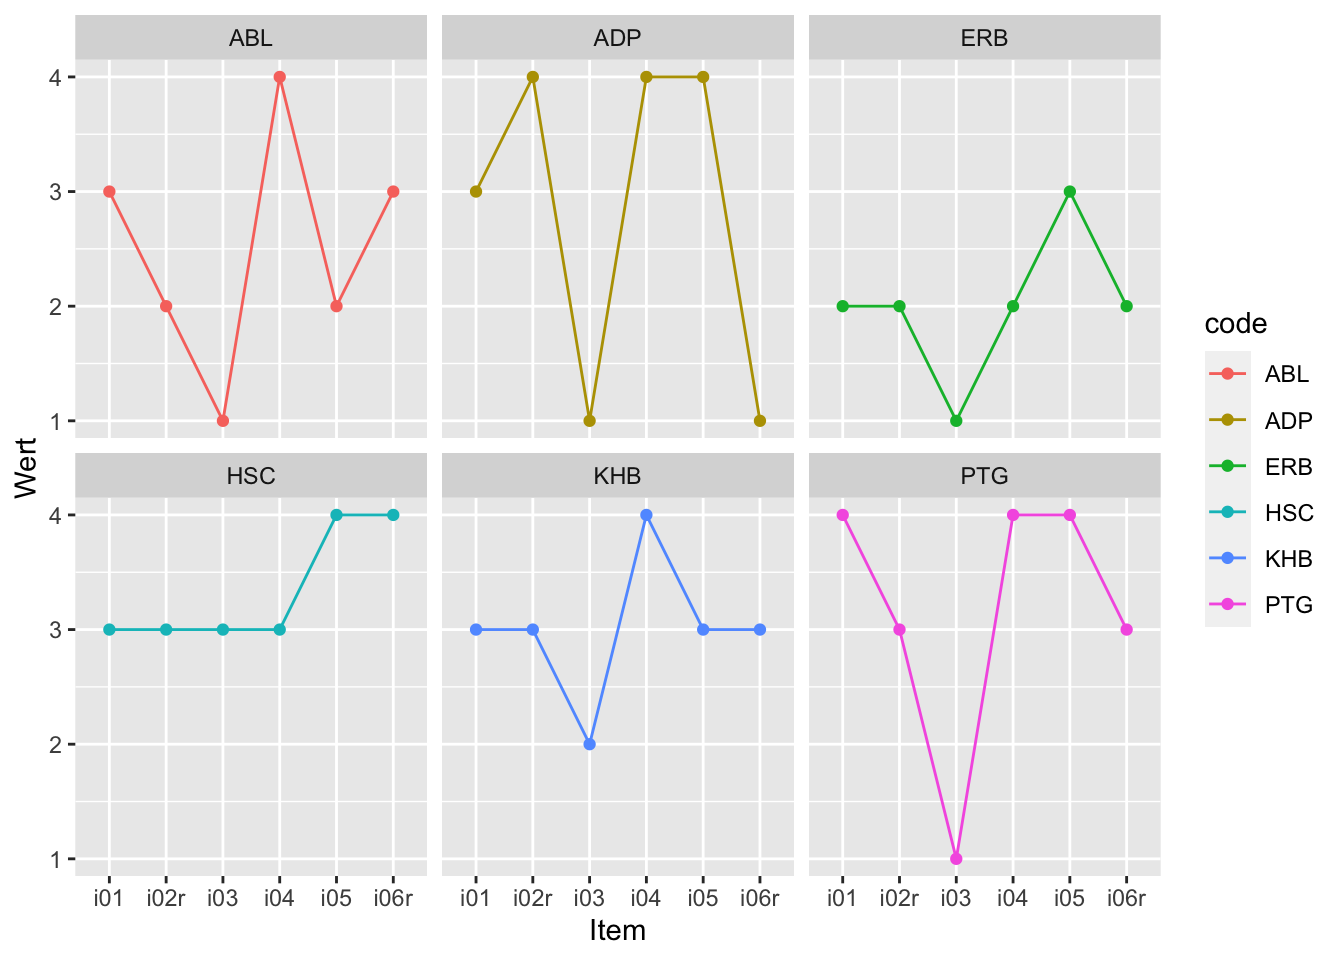 ABL ADP ERB
4
3
2
1
HSC KHB PTG
4
3
2
1
i01 i02r i03 i04 i05 i06r i01 i02r i03 i04 i05 i06r i01 i02r i03 i04 i05 i06r
Item
Wert
code
ABL
ADP
ERB
HSC
KHB
PTG